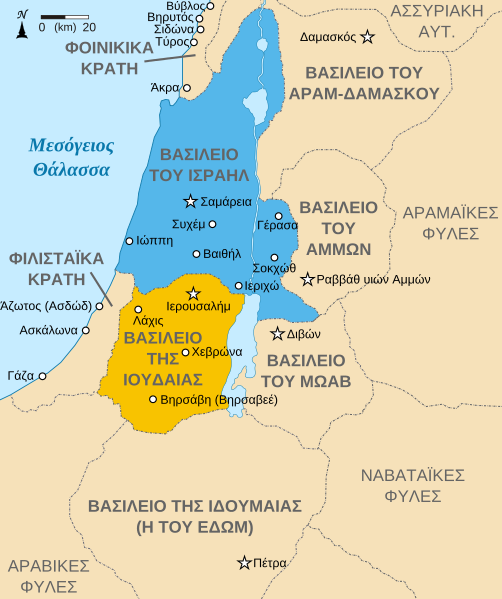 Βύβλος
Βηρυτός
Σιδώνα
Τύρος
N
0 (km) 20
ΦΟΙΝΙΚΙΚΑ
ΚΡΑΤΗ
Δαμασκός
ΑΣΣΥΡΙΑΚΗ
ΑΥΤ.
ΒΑΣΙΛΕΙΟ ΤΟΥ
ΑΡΑΜ-ΔΑΜΑΣΚΟΥ
Άκρα
Μεσόγειος
Θάλασσα
ΒΑΣΙΛΕΙΟ
ΤΟΥ ΙΣΡΑΗΛ
Σαμάρεια
Συχέμ
Γέρασα
ΒΑΣΙΛΕΙΟ
ΤΟΥ
ΑΜΜΩΝ
ΑΡΑΜΑΪΚΕΣ
ΦΥΛΕΣ
Ιώππη
Βαιθήλ
Σοκχώθ
Ραββάθ υιών Αμμών
Ιεριχώ
ΦΙΛΙΣΤΑΪΚΑ
ΚΡΑΤΗ
Άζωτος (Ασδώδ)
Ιερουσαλήμ
Λάχις
Ασκάλωνα
ΒΑΣΙΛΕΙΟ
ΤΗΣ
ΙΟΥΔΑΙΑΣ
Χεβρώνα
Διβών
ΒΑΣΙΛΕΙΟ
ΤΟΥ ΜΩΑΒ
Γάζα
Βηρσάβη (Βηρσαβεέ)
ΝΑΒΑΤΑΪΚΕΣ
ΦΥΛΕΣ
ΒΑΣΙΛΕΙΟ ΤΗΣ ΙΔΟΥΜΑΙΑΣ
(Η ΤΟΥ ΕΔΩΜ)
Πέτρα
ΑΡΑΒΙΚΕΣ
ΦΥΛΕΣ